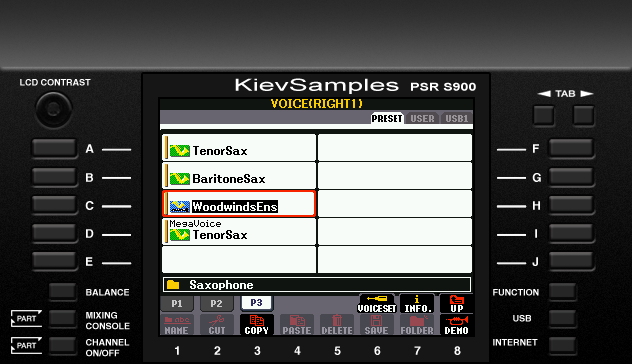 LCD CONTRAST
KievSamples PSR S900
TAB
VOICE(RIGHT1)
PRESET USER USB1
A
TenorSax
F
B
BaritoneSax
G
C
WoodwindsEns
H
D
MegaVoice
TenorSax
I
E
J
Saxophone
BALANCE
P1 P2 P3
VOICESET INFO. UP
FUNCTION
PART
MIXING
CONSOLE
NAME CUT COPY PASTE DELETE SAVE FOLDER DEMO
USB
PART
CHANNEL
ON/OFF
1 2 3 4 5 6 7 8
INTERNET